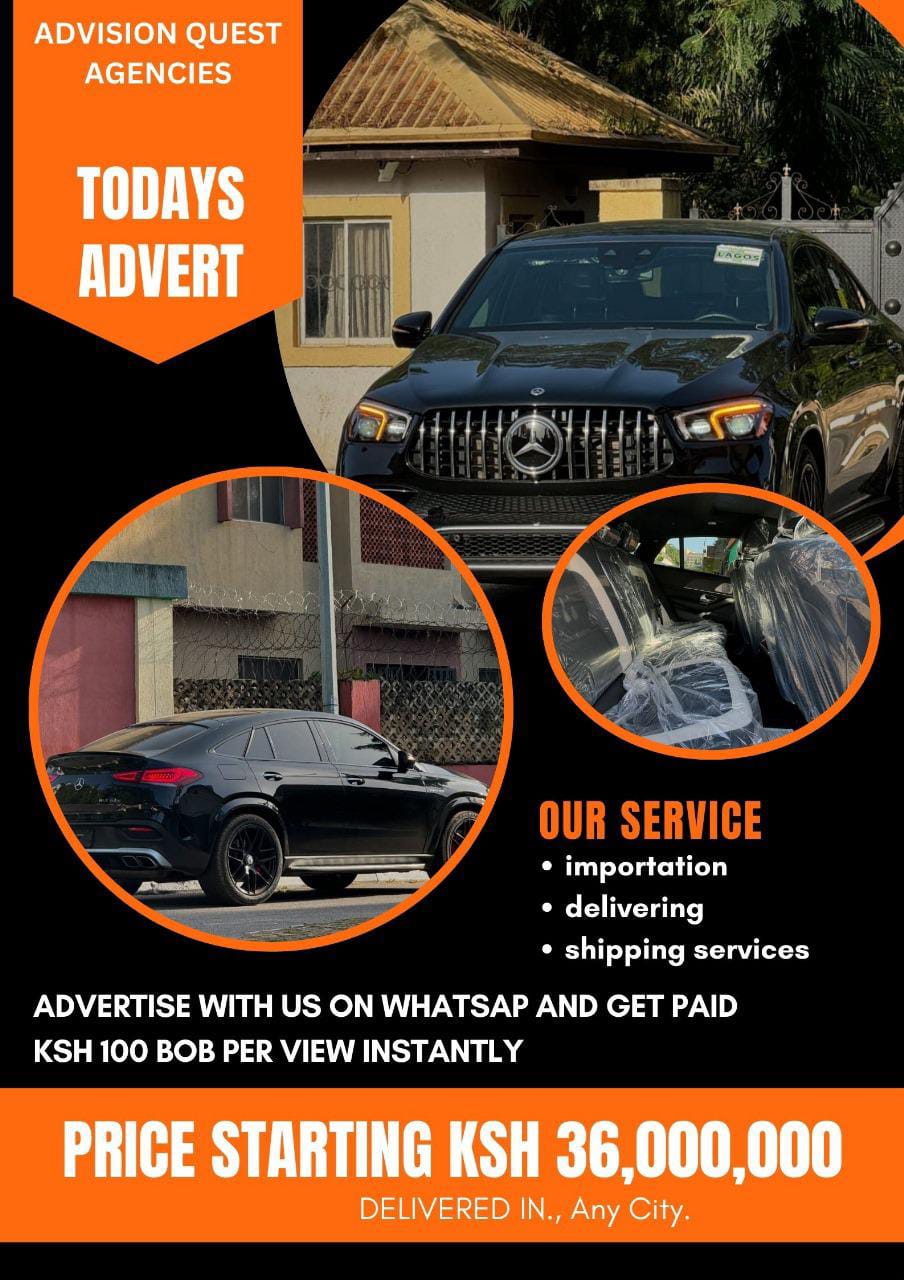 ADVISION QUEST
AGENCIES
TODAYS
ADVERT
LAGOS
OUR SERVICE
• importation
• delivering
• shipping services
ADVERTISE WITH US ON WHATSAP AND GET PAID
KSH 100 BOB PER VIEW INSTANTLY
PRICE STARTING KSH 36,000,000
DELIVERED IN., Any City.